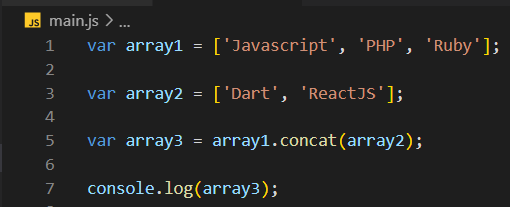 JS main.js > ...
1 var array1 = ['Javascript', 'PHP', 'Ruby'];
2
3 var array2 = ['Dart', 'ReactJS'];
4
5 var array3 = array1.concat(array2);
6
7 console.log(array3);